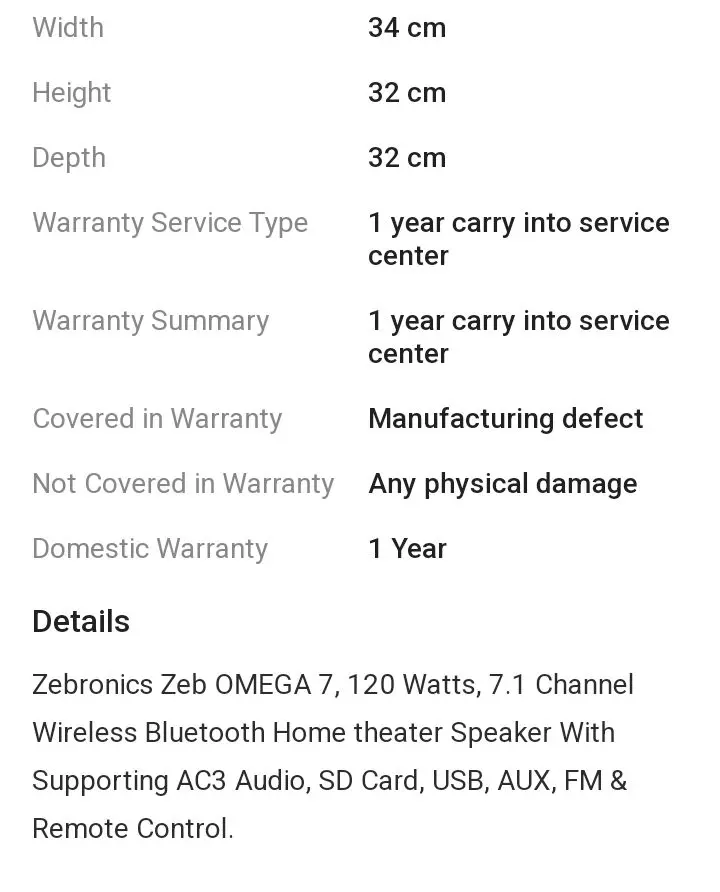 Width 34 cm
Height 32 cm
Depth 32 cm
Warranty Service Type 1 year carry into service
center
Warranty Summary 1 year carry into service
center
Covered in Warranty Manufacturing defect
Not Covered in Warranty Any physical damage
Domestic Warranty 1 Year
Details
Zebronics Zeb OMEGA 7, 120 Watts, 7.1 Channel
Wireless Bluetooth Home theater Speaker With
Supporting AC3 Audio, SD Card, USB, AUX, FM &
Remote Control.